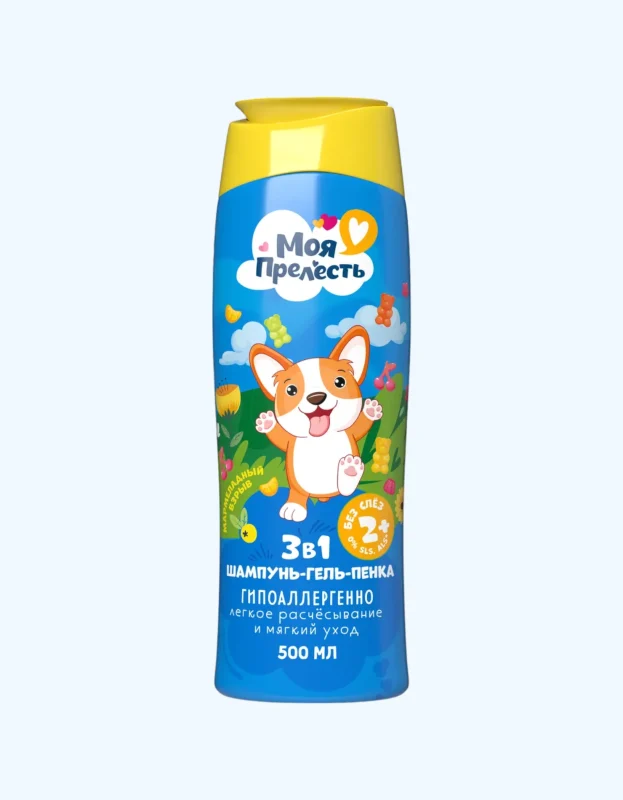 Моя
Прелесть
Мармеладный
взрыв
Без слёз
2+
0% SLS, ALS
3в1
ШАМПУНЬ-ГЕЛЬ-ПЕНКА
ГИПОАЛЛЕРГЕННО
легкое расчёсывание
и мягкий уход
500 МЛ